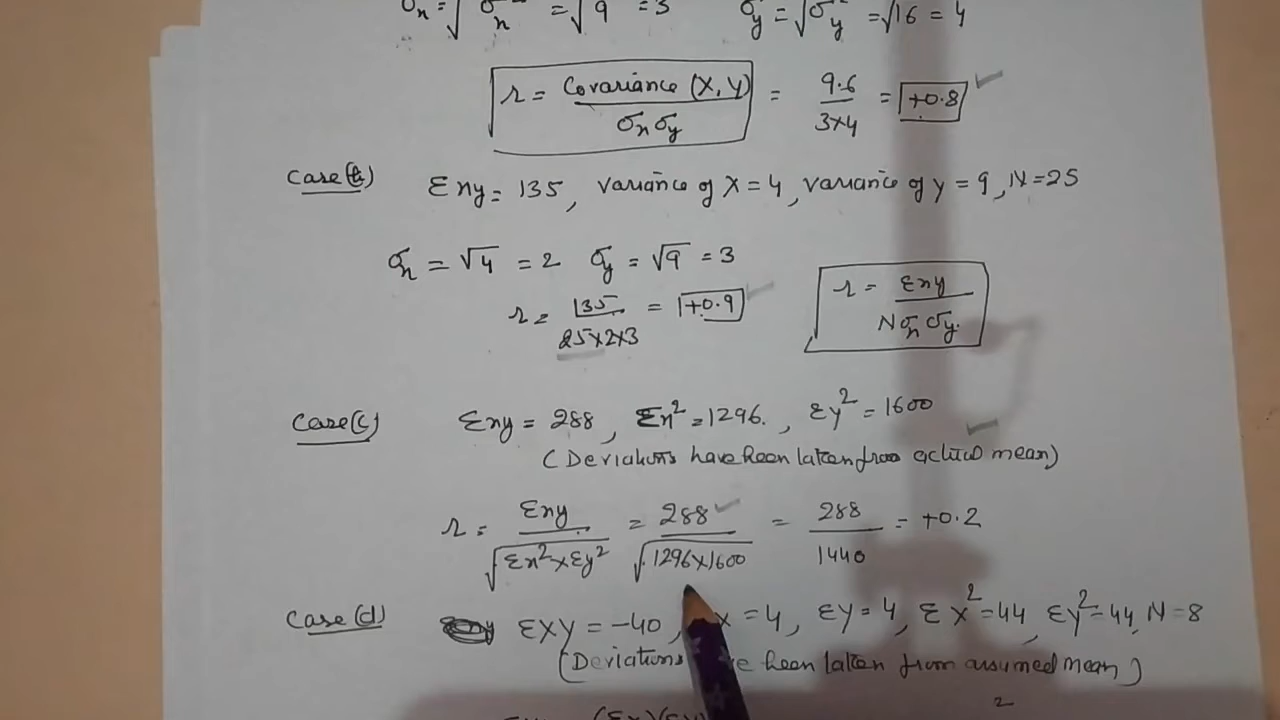 σx = √σx² = √9 = 3 σy = √σy² = √16 = 4
r = Covariance (X, Y) / σx σy = 9.6 / 3×4 = +0.8
Case (b) Σxy = 135, Variance of X = 4, Variance of Y = 9, N = 25
σx = √4 = 2 σy = √9 = 3
r = 135 / 25×2×3 = +0.9 r = Σxy / Nσx σy.
Case (c) Σxy = 288, Σx² = 1296., Σy² = 1600
(Deviations have been taken from actual mean)
r = Σxy / √Σx²×Σy² = 288 / √1296×1600 = 288 / 1440 = +0.2
Case (d) ΣXY = -40, X = 4, ΣY = 4, ΣX² = 44, ΣY² = 44, N = 8
(Deviations have been taken from assumed mean)